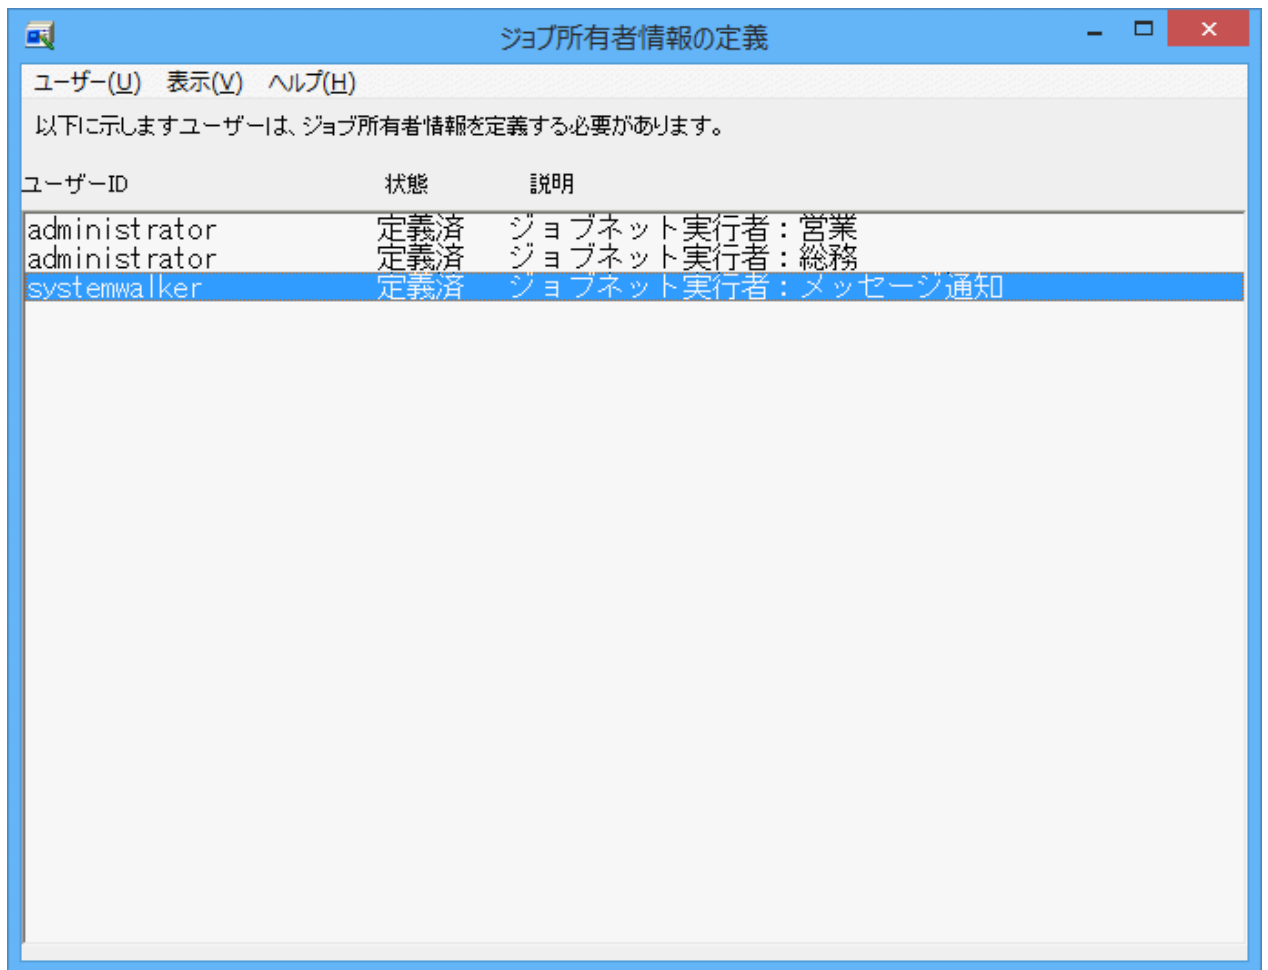 ジョブ所有者情報の定義
ユーザー(U) 表示(V) ヘルプ(H)
以下に示しますユーザーは、ジョブ所有者情報を定義する必要があります。
ユーザーID 状態 説明
administrator 定義済 ジョブネット実行者：営業
administrator 定義済 ジョブネット実行者：総務
systemwalker 定義済 ジョブネット実行者：メッセージ通知